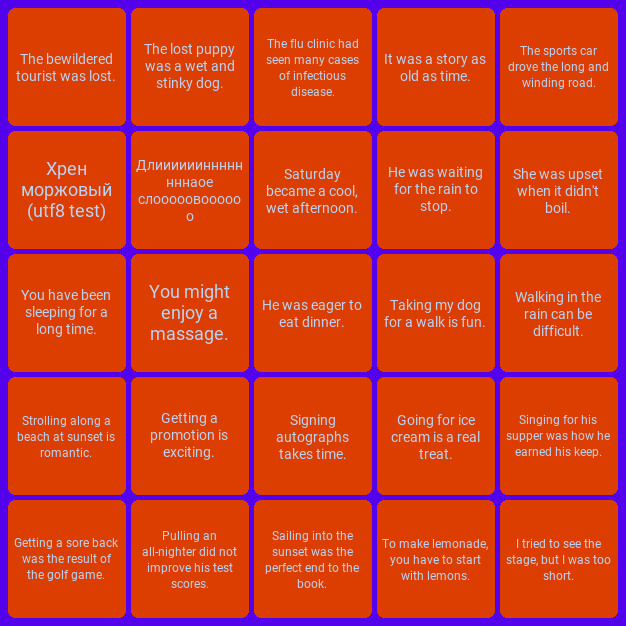 The bewildered
tourist was lost.
The lost puppy
was a wet and
stinky dog.
The flu clinic had
seen many cases
of infectious
disease.
It was a story as
old as time.
The sports car
drove the long and
winding road.
Хрен
моржовый
(utf8 test)
Длииииииннннн
нннаое
слооооовооооо
о
Saturday
became a cool,
wet afternoon.
He was waiting
for the rain to
stop.
She was upset
when it didn't
boil.
You have been
sleeping for a
long time.
You might
enjoy a
massage.
He was eager to
eat dinner.
Taking my dog
for a walk is fun.
Walking in the
rain can be
difficult.
Strolling along a
beach at sunset is
romantic.
Getting a
promotion is
exciting.
Signing
autographs
takes time.
Going for ice
cream is a real
treat.
Singing for his
supper was how he
earned his keep.
Getting a sore back
was the result of
the golf game.
Pulling an
all-nighter did not
improve his test
scores.
Sailing into the
sunset was the
perfect end to the
book.
To make lemonade,
you have to start
with lemons.
I tried to see the
stage, but I was too
short.